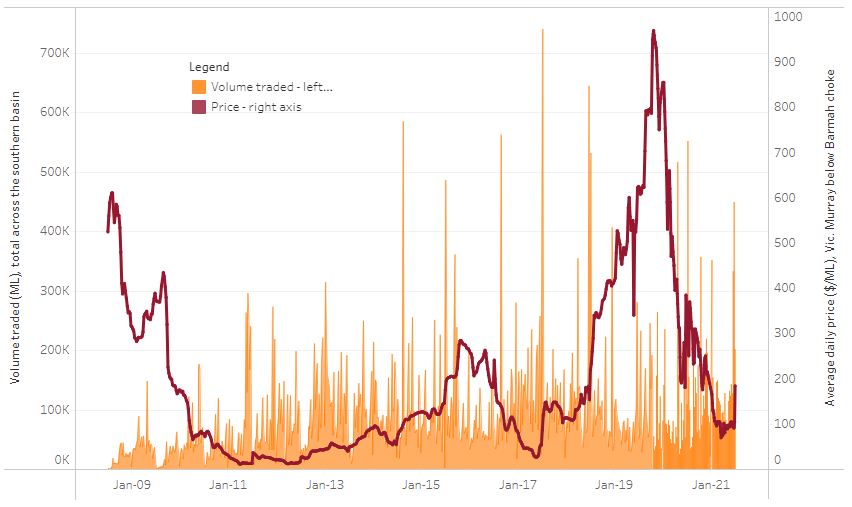 Legend
Volume traded - left...
Price - right axis
Volume traded (ML), total across the southern basin
700K
600K
500K
400K
300K
200K
100K
0K
1000
900
800
700
600
500
400
300
200
100
0
Average daily price ($/ML), Vic. Murray below Barmah choke
Jan-09
Jan-11
Jan-13
Jan-15
Jan-17
Jan-19
Jan-21